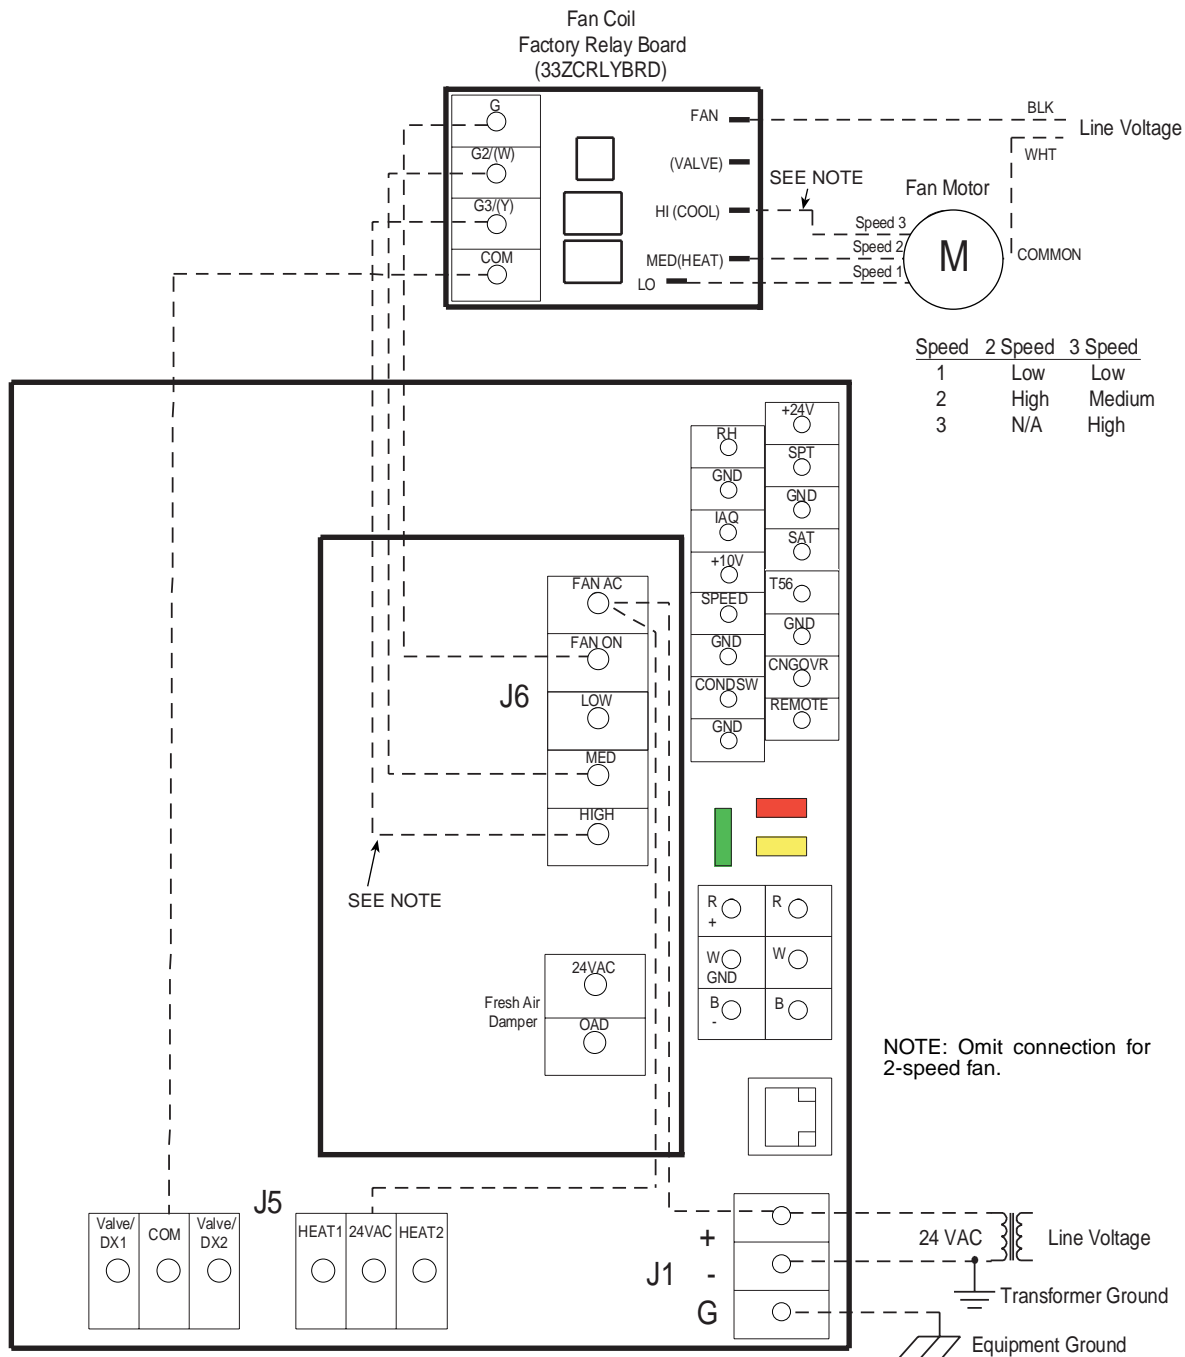 Fan Coil
Factory Relay Board
(33ZCRLYBRD)
G
G2/(W)
G3/(Y)
COM
FAN
(VALVE)
HI (COOL)
MED(HEAT)
LO
BLK
Line Voltage
WHT
SEE NOTE
Fan Motor
Speed 3
Speed 2
Speed 1
M
COMMON
Speed 2 Speed 3 Speed
1 Low Low
2 High Medium
3 N/A High
+24V
RH
SPT
GND
GND
IAQ
SAT
+10V
T56
SPEED
GND
GND
CNGOVR
CONDSW
REMOTE
GND
FAN AC
FAN ON
J6
LOW
MED
HIGH
SEE NOTE
R
+
R
W
GND
W
B
-
B
24VAC
Fresh Air
Damper
OAD
NOTE: Omit connection for
2-speed fan.
J5
Valve/
DX1
COM
Valve/
DX2
HEAT1
24VAC
HEAT2
J1
+
-
G
24 VAC
Line Voltage
Transformer Ground
Equipment Ground